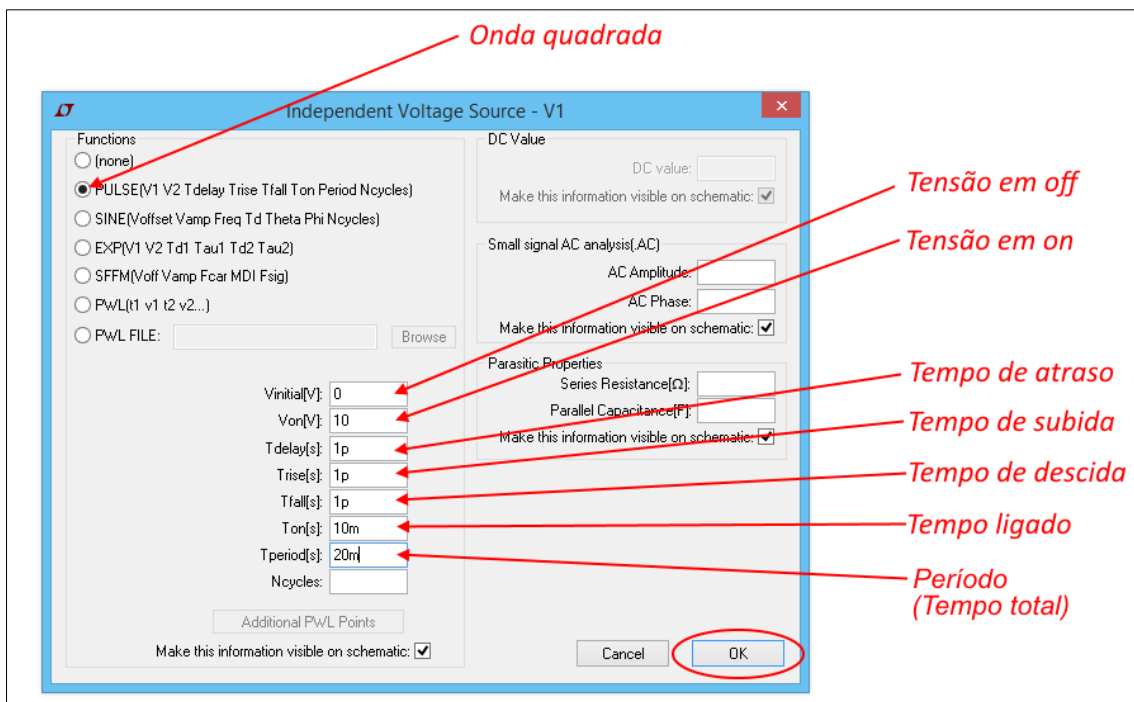 Onda quadrada
Independent Voltage Source - V1
Functions
(none)
PULSE(V1 V2 Tdelay Trise Tfall Ton Period Ncycles)
SINE(Voffset Vamp Freq Td Theta Phi Ncycles)
EXP(V1 V2 Td1 Tau1 Td2 Tau2)
SFFM(Voff Vamp Fcar MDI Fsig)
PWL(t1 v1 t2 v2...)
PWL FILE:
Browse
Vinitial[V]: 0
Von[V]: 10
Tdelay[s]: 1p
Trise[s]: 1p
Tfall[s]: 1p
Ton[s]: 10m
Tperiod[s]: 20m
Ncycles:
Additional PWL Points
Make this information visible on schematic:
DC Value
DC value:
Make this information visible on schematic:
Small signal AC analysis(.AC)
AC Amplitude:
AC Phase:
Make this information visible on schematic:
Parasitic Properties
Series Resistance[Ω]:
Parallel Capacitance[F]:
Make this information visible on schematic:
Cancel
OK
Tensão em off
Tensão em on
Tempo de atraso
Tempo de subida
Tempo de descida
Tempo ligado
Período
(Tempo total)